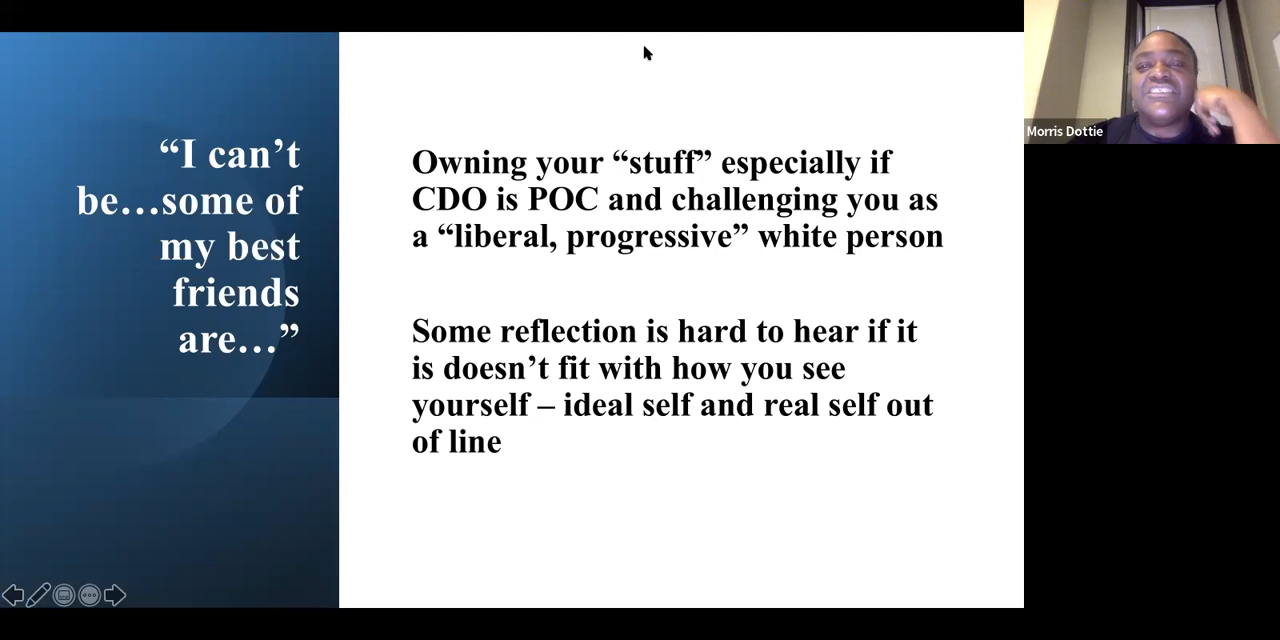 “I can’t
be…some of
my best
friends
are…”
Owning your “stuff” especially if
CDO is POC and challenging you as
a “liberal, progressive” white person
Some reflection is hard to hear if it
is doesn’t fit with how you see
yourself – ideal self and real self out
of line
Morris Dottie